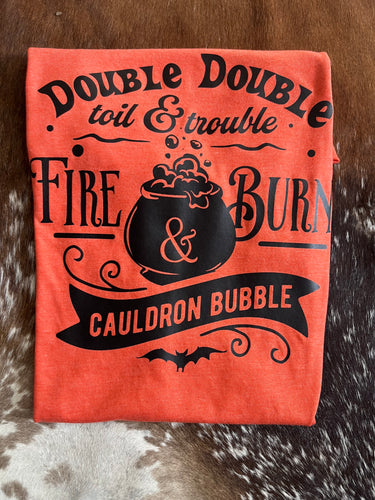 DOUBLE DOUBLE
toil & trouble
FIRE & BURN
CAULDRON BUBBLE